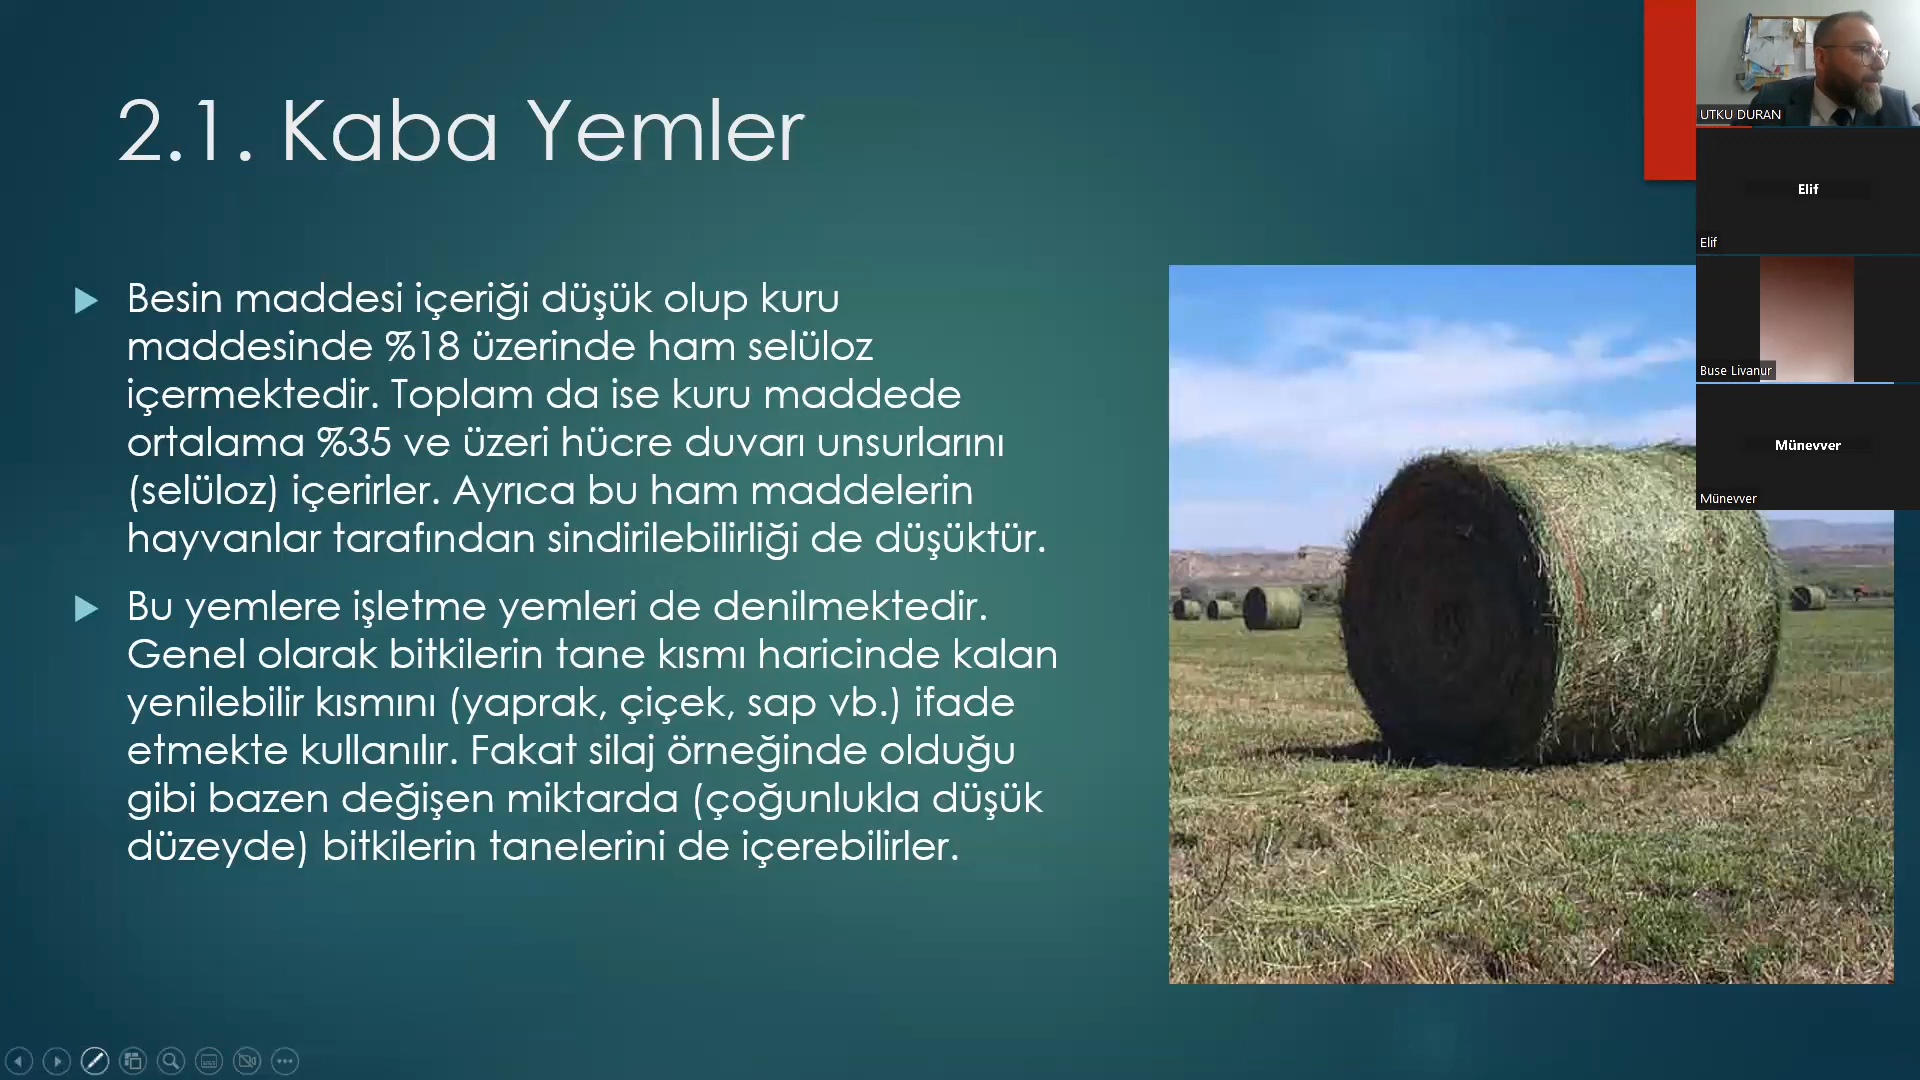 2.1. Kaba Yemler
Besin maddesi içeriği düşük olup kuru
maddesinde %18 üzerinde ham selüloz
içermektedir. Toplam da ise kuru maddede
ortalama %35 ve üzeri hücre duvarı unsurlarını
(selüloz) içerirler. Ayrıca bu ham maddelerin
hayvanlar tarafından sindirilebilirliği de düşüktür.
Bu yemlere işletme yemleri de denilmektedir.
Genel olarak bitkilerin tane kısmı haricinde kalan
yenilebilir kısmını (yaprak, çiçek, sap vb.) ifade
etmekte kullanılır. Fakat silaj örneğinde olduğu
gibi bazen değişen miktarda (çoğunlukla düşük
düzeyde) bitkilerin tanelerini de içerebilirler.
UTKU DURAN
Elif
Elif
Buse Livanur
Münevver
Münevver